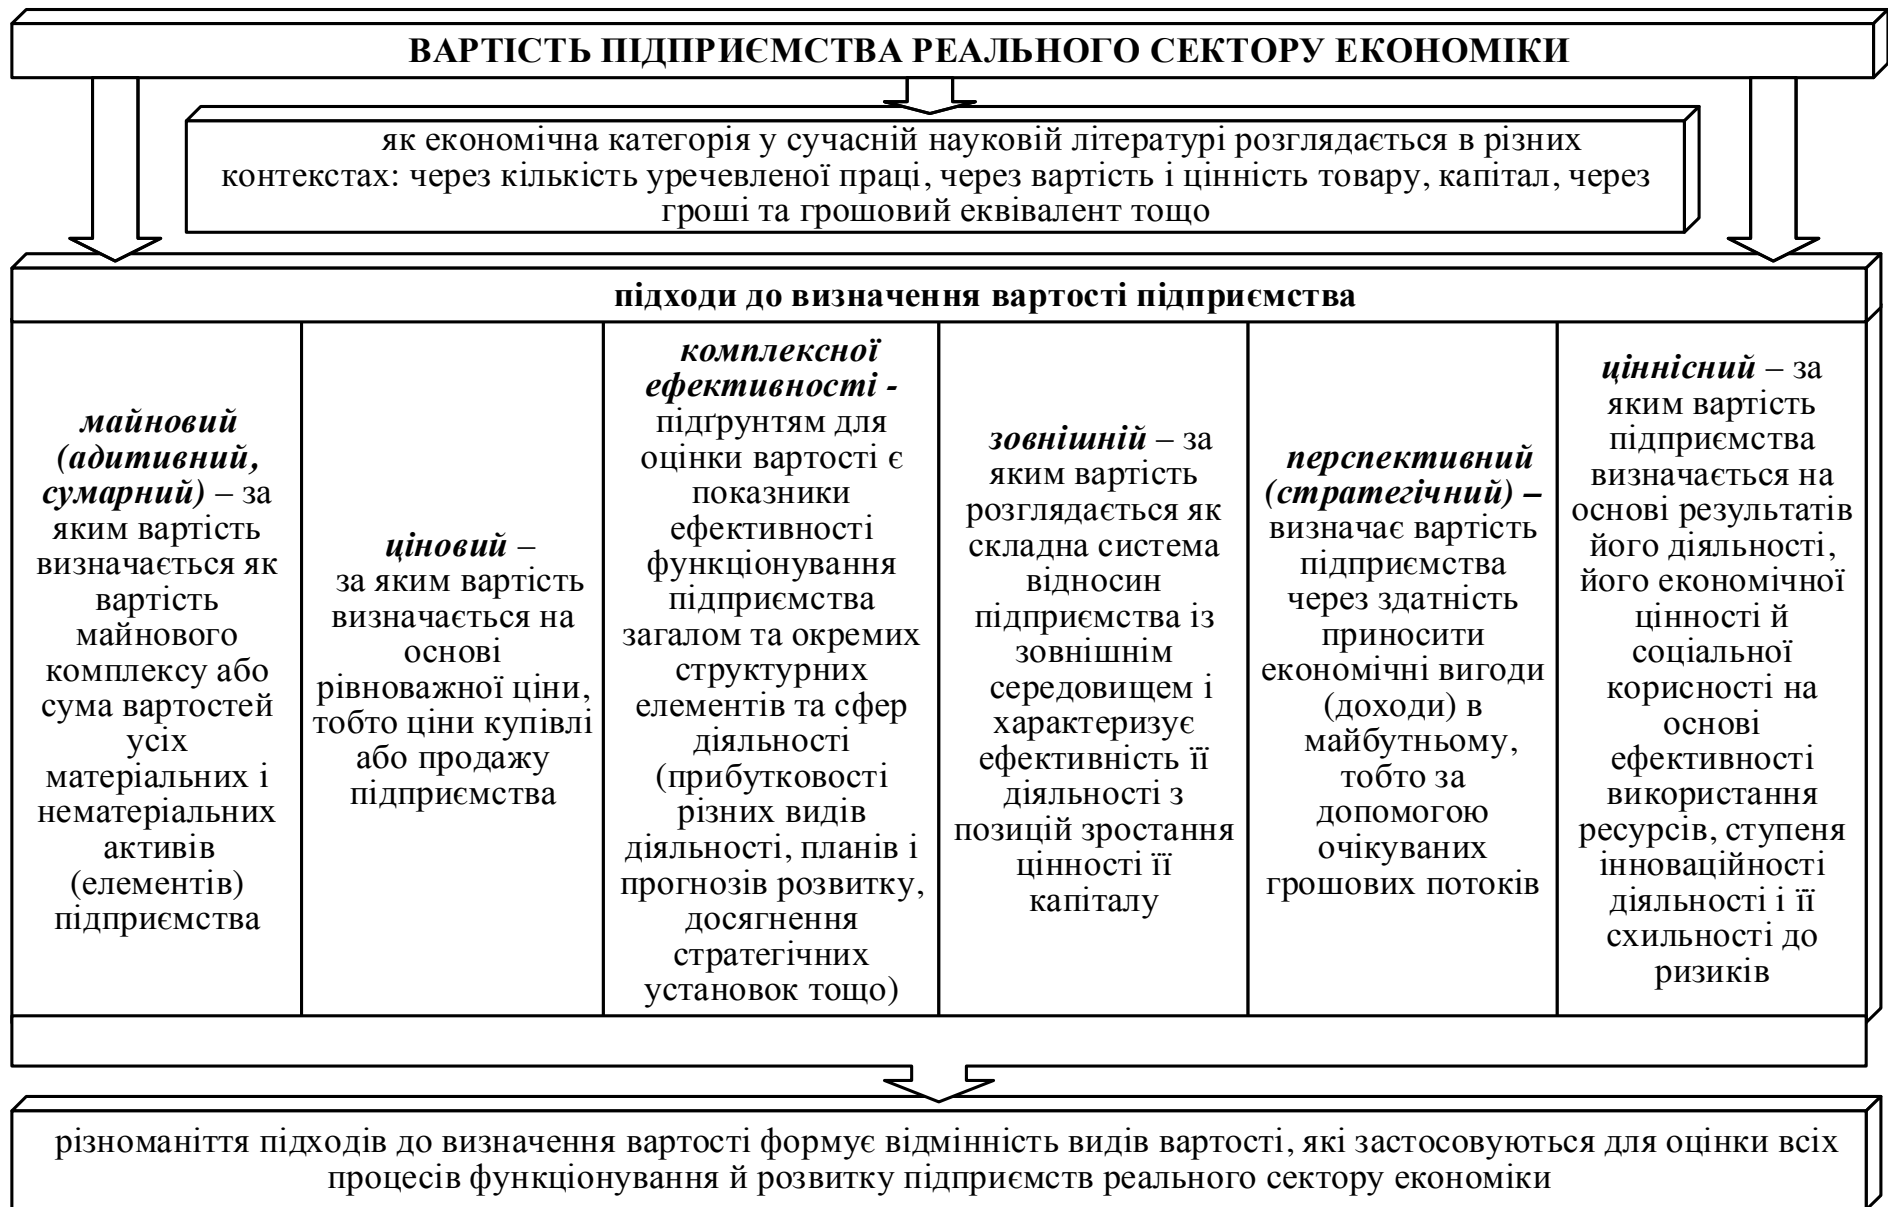 ВАРТІСТЬ ПІДПРИЄМСТВА РЕАЛЬНОГО СЕКТОРУ ЕКОНОМІКИ
як економічна категорія у сучасній науковій літературі розглядається в різних
контекстах: через кількість уречевленої праці, через вартість і цінність товару, капітал, через
гроші та грошовий еквівалент тощо
підходи до визначення вартості підприємства
майновий
(адитивний,
сумарний) – за
яким вартість
визначається як
вартість
майнового
комплексу або
сума вартостей
усіх
матеріальних і
нематеріальних
активів
(елементів)
підприємства
ціновий –
за яким вартість
визначається на
основі
рівноважної ціни,
тобто ціни купівлі
або продажу
підприємства
комплексної
ефективності -
підґрунтям для
оцінки вартості є
показники
ефективності
функціонування
підприємства
загалом та окремих
структурних
елементів та сфер
діяльності
(прибутковості
різних видів
діяльності, планів і
прогнозів розвитку,
досягнення
стратегічних
установок тощо)
зовнішній – за
яким вартість
розглядається як
складна система
відносин
підприємства із
зовнішнім
середовищем і
характеризує
ефективність її
діяльності з
позицій зростання
цінності її
капіталу
перспективний
(стратегічний) –
визначає вартість
підприємства
через здатність
приносити
економічні вигоди
(доходи) в
майбутньому,
тобто за
допомогою
очікуваних
грошових потоків
ціннісний – за
яким вартість
підприємства
визначається на
основі результатів
його діяльності,
його економічної
цінності й
соціальної
корисності на
основі
ефективності
використання
ресурсів, ступеня
інноваційності
діяльності і її
схильності до
ризиків
різноманіття підходів до визначення вартості формує відмінність видів вартості, які застосовуються для оцінки всіх
процесів функціонування й розвитку підприємств реального сектору економіки